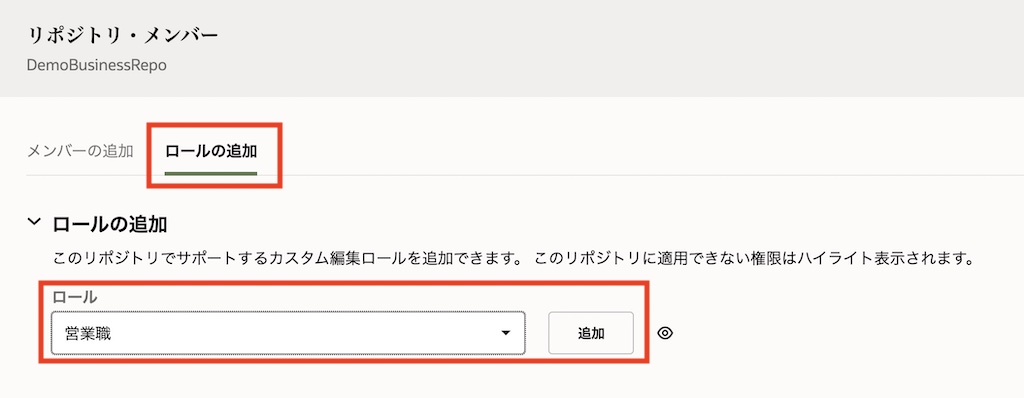 リポジトリ・メンバー
DemoBusinessRepo
メンバーの追加 ロールの追加
ロールの追加
このリポジトリでサポートするカスタム編集ロールを追加できます。 このリポジトリに適用できない権限はハイライト表示されます。
ロール
営業職 追加